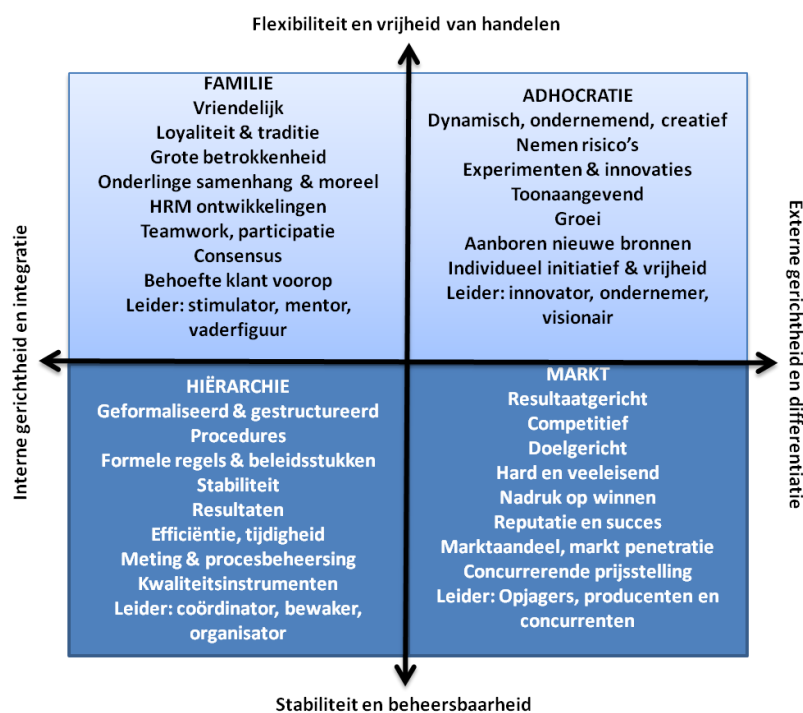 Flexibiliteit en vrijheid van handelen
FAMILIE
Vriendelijk
Loyaliteit & traditie
Grote betrokkenheid
Onderlinge samenhang & moreel
HRM ontwikkelingen
Teamwork, participatie
Consensus
Behoefte klant voorop
Leider: stimulator, mentor,
vaderfiguur
ADHOCRATIE
Dynamisch, ondernemend, creatief
Nemen risico's
Experimenten & innovaties
Toonaangevend
Groei
Aanboren nieuwe bronnen
Individueel initiatief & vrijheid
Leider: innovator, ondernemer,
visionair
Interne gerichtheid en integratie
Externe gerichtheid en differentiatie
HIËRARCHIE
Geformaliseerd & gestructureerd
Procedures
Formele regels & beleidsstukken
Stabiliteit
Resultaten
Efficiëntie, tijdigheid
Meting & procesbeheersing
Kwaliteitsinstrumenten
Leider: coördinator, bewaker,
organisator
MARKT
Resultaatgericht
Competitief
Doelgericht
Hard en veeleisend
Nadruk op winnen
Reputatie en succes
Marktaandeel, markt penetratie
Concurrerende prijsstelling
Leider: Opjagers, producenten en
concurrenten
Stabiliteit en beheersbaarheid